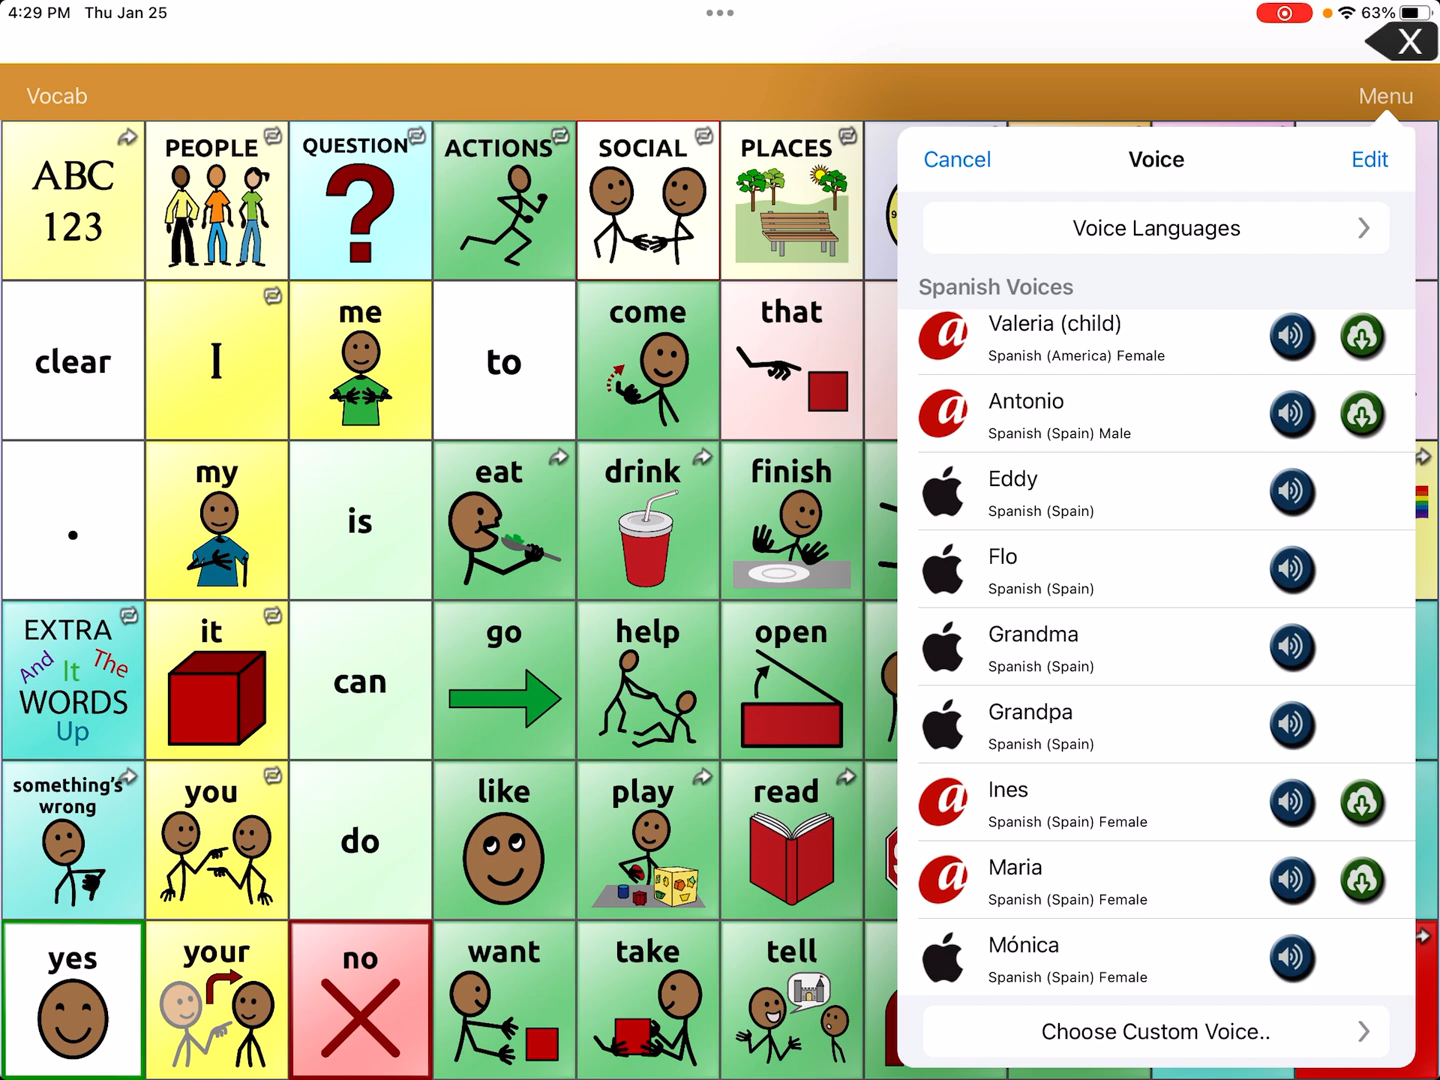 4:29 PM Thu Jan 25
63%
X
Vocab
Menu
ABC
123
PEOPLE
QUESTION
ACTIONS
SOCIAL
PLACES
clear
I
me
to
come
that
.
my
is
eat
drink
finish
EXTRA
And It The
WORDS
Up
it
can
go
help
open
something's
wrong
you
do
like
play
read
yes
your
no
want
take
tell
Cancel
Voice
Edit
Voice Languages
Spanish Voices
Valeria (child)
Spanish (America) Female
Antonio
Spanish (Spain) Male
Eddy
Spanish (Spain)
Flo
Spanish (Spain)
Grandma
Spanish (Spain)
Grandpa
Spanish (Spain)
Ines
Spanish (Spain) Female
Maria
Spanish (Spain) Female
Mónica
Spanish (Spain) Female
Choose Custom Voice..